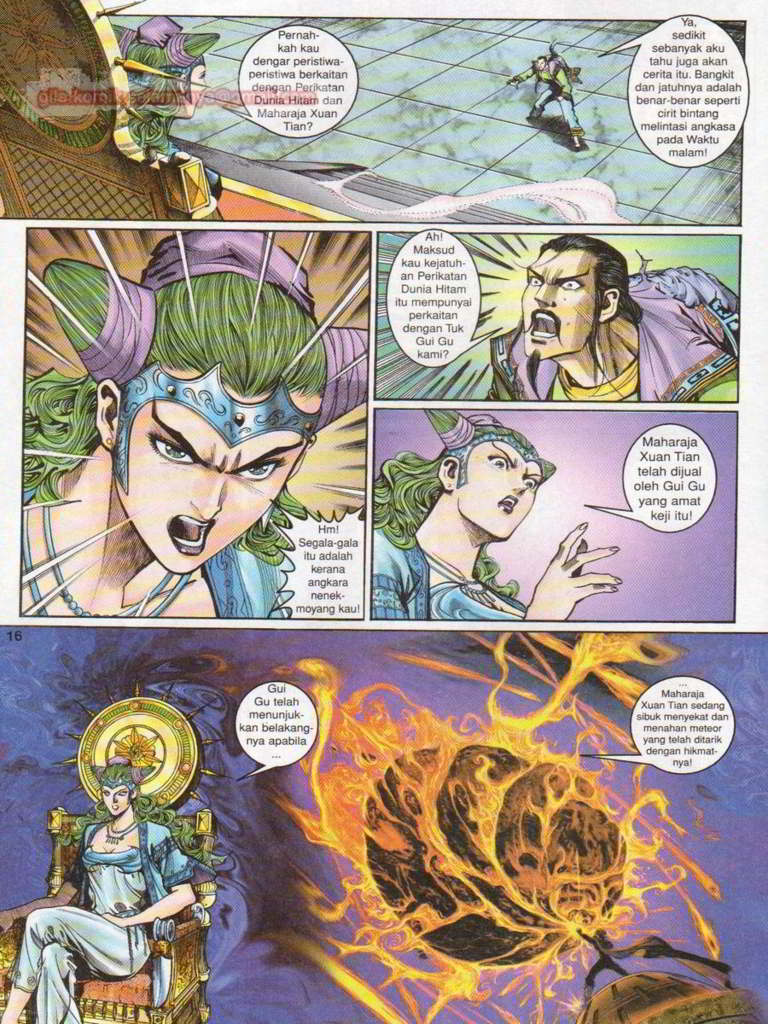 Pernah-
kah kau
dengar peristiwa-
peristiwa berkaitan
dengan Perikatan
Dunia Hitam dan
Maharaja Xuan
Tian?
Ya,
sedikit
sebanyak aku
tahu juga akan
cerita itu. Bangkit
dan jatuhnya adalah
benar-benar seperti
cirit bintang
melintasi angkasa
pada Waktu
malam!
Hm!
Segala-gala
itu adalah
kerana
angkara
nenek-
moyang kau!
Ah!
Maksud
kau kejatuh-
an Perikatan
Dunia Hitam
itu mempunyai
perkaitan
dengan Tuk
Gui Gu
kami?
Maharaja
Xuan Tian
telah dijual
oleh Gui Gu
yang amat
keji itu!
16
Gui
Gu telah
menunjuk-
kan belakang-
nya apabila
...
...
Maharaja
Xuan Tian sedang
sibuk menyekat dan
menahan meteor
yang telah ditarik
dengan hikmat-
nya!